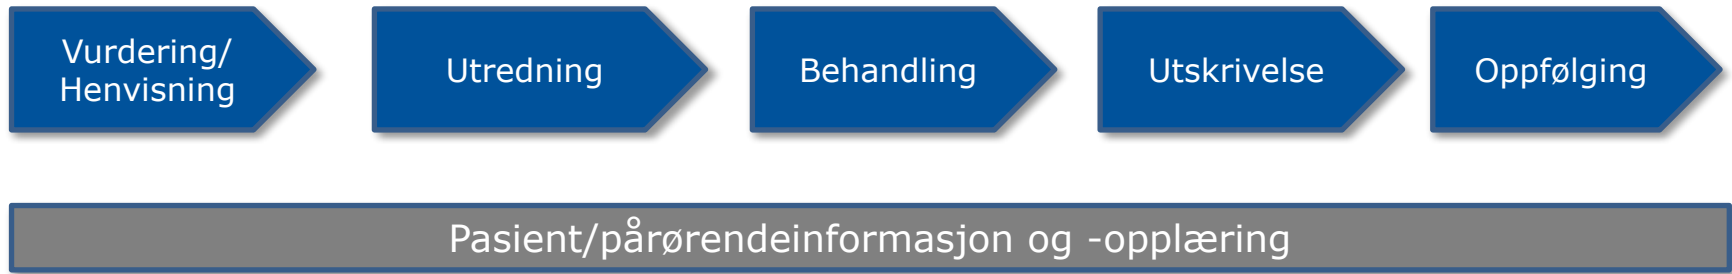 Vurdering/
Henvisning
Utredning
Behandling
Utskrivelse
Oppfølging
Pasient/pårørendeinformasjon og -opplæring